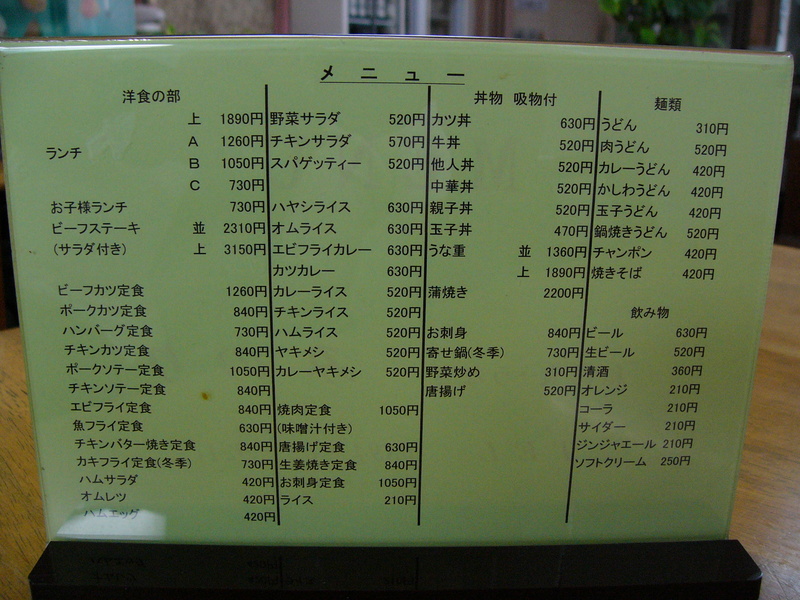 メニュー
洋食の部
上 1890円
ランチ A 1260円
B 1050円
C 730円
お子様ランチ 730円
ビーフステーキ 並 2310円
(サラダ付き) 上 3150円
ビーフカツ定食 1260円
ポークカツ定食 840円
ハンバーグ定食 730円
チキンカツ定食 840円
ポークソテー定食 1050円
チキンソテー定食 840円
エビフライ定食 840円
魚フライ定食 630円
チキンバター焼き定食 840円
カキフライ定食(冬季) 730円
ハムサラダ 420円
オムレツ 420円
ハムエッグ 420円
野菜サラダ 520円
チキンサラダ 570円
スパゲッティー 520円
ハヤシライス 630円
オムライス 630円
エビフライカレー 630円
カツカレー 630円
カレーライス 520円
チキンライス 520円
ハムライス 520円
ヤキメシ 520円
カレーヤキメシ 520円
焼肉定食 1050円
(味噌汁付き)
唐揚げ定食 630円
生姜焼き定食 840円
お刺身定食 1050円
ライス 210円
丼物 吸物付
カツ丼 630円
牛丼 520円
他人丼 520円
中華丼 520円
親子丼 520円
玉子丼 470円
うな重 並 1360円
上 1890円
蒲焼き 2200円
お刺身 840円
寄せ鍋(冬季) 730円
野菜炒め 310円
唐揚げ 520円
麺類
うどん 310円
肉うどん 520円
カレーうどん 420円
かしわうどん 420円
玉子うどん 420円
鍋焼きうどん 520円
チャンポン 420円
焼きそば 420円
飲み物
ビール 630円
生ビール 520円
清酒 360円
オレンジ 210円
コーラ 210円
サイダー 210円
ジンジャエール 210円
ソフトクリーム 250円